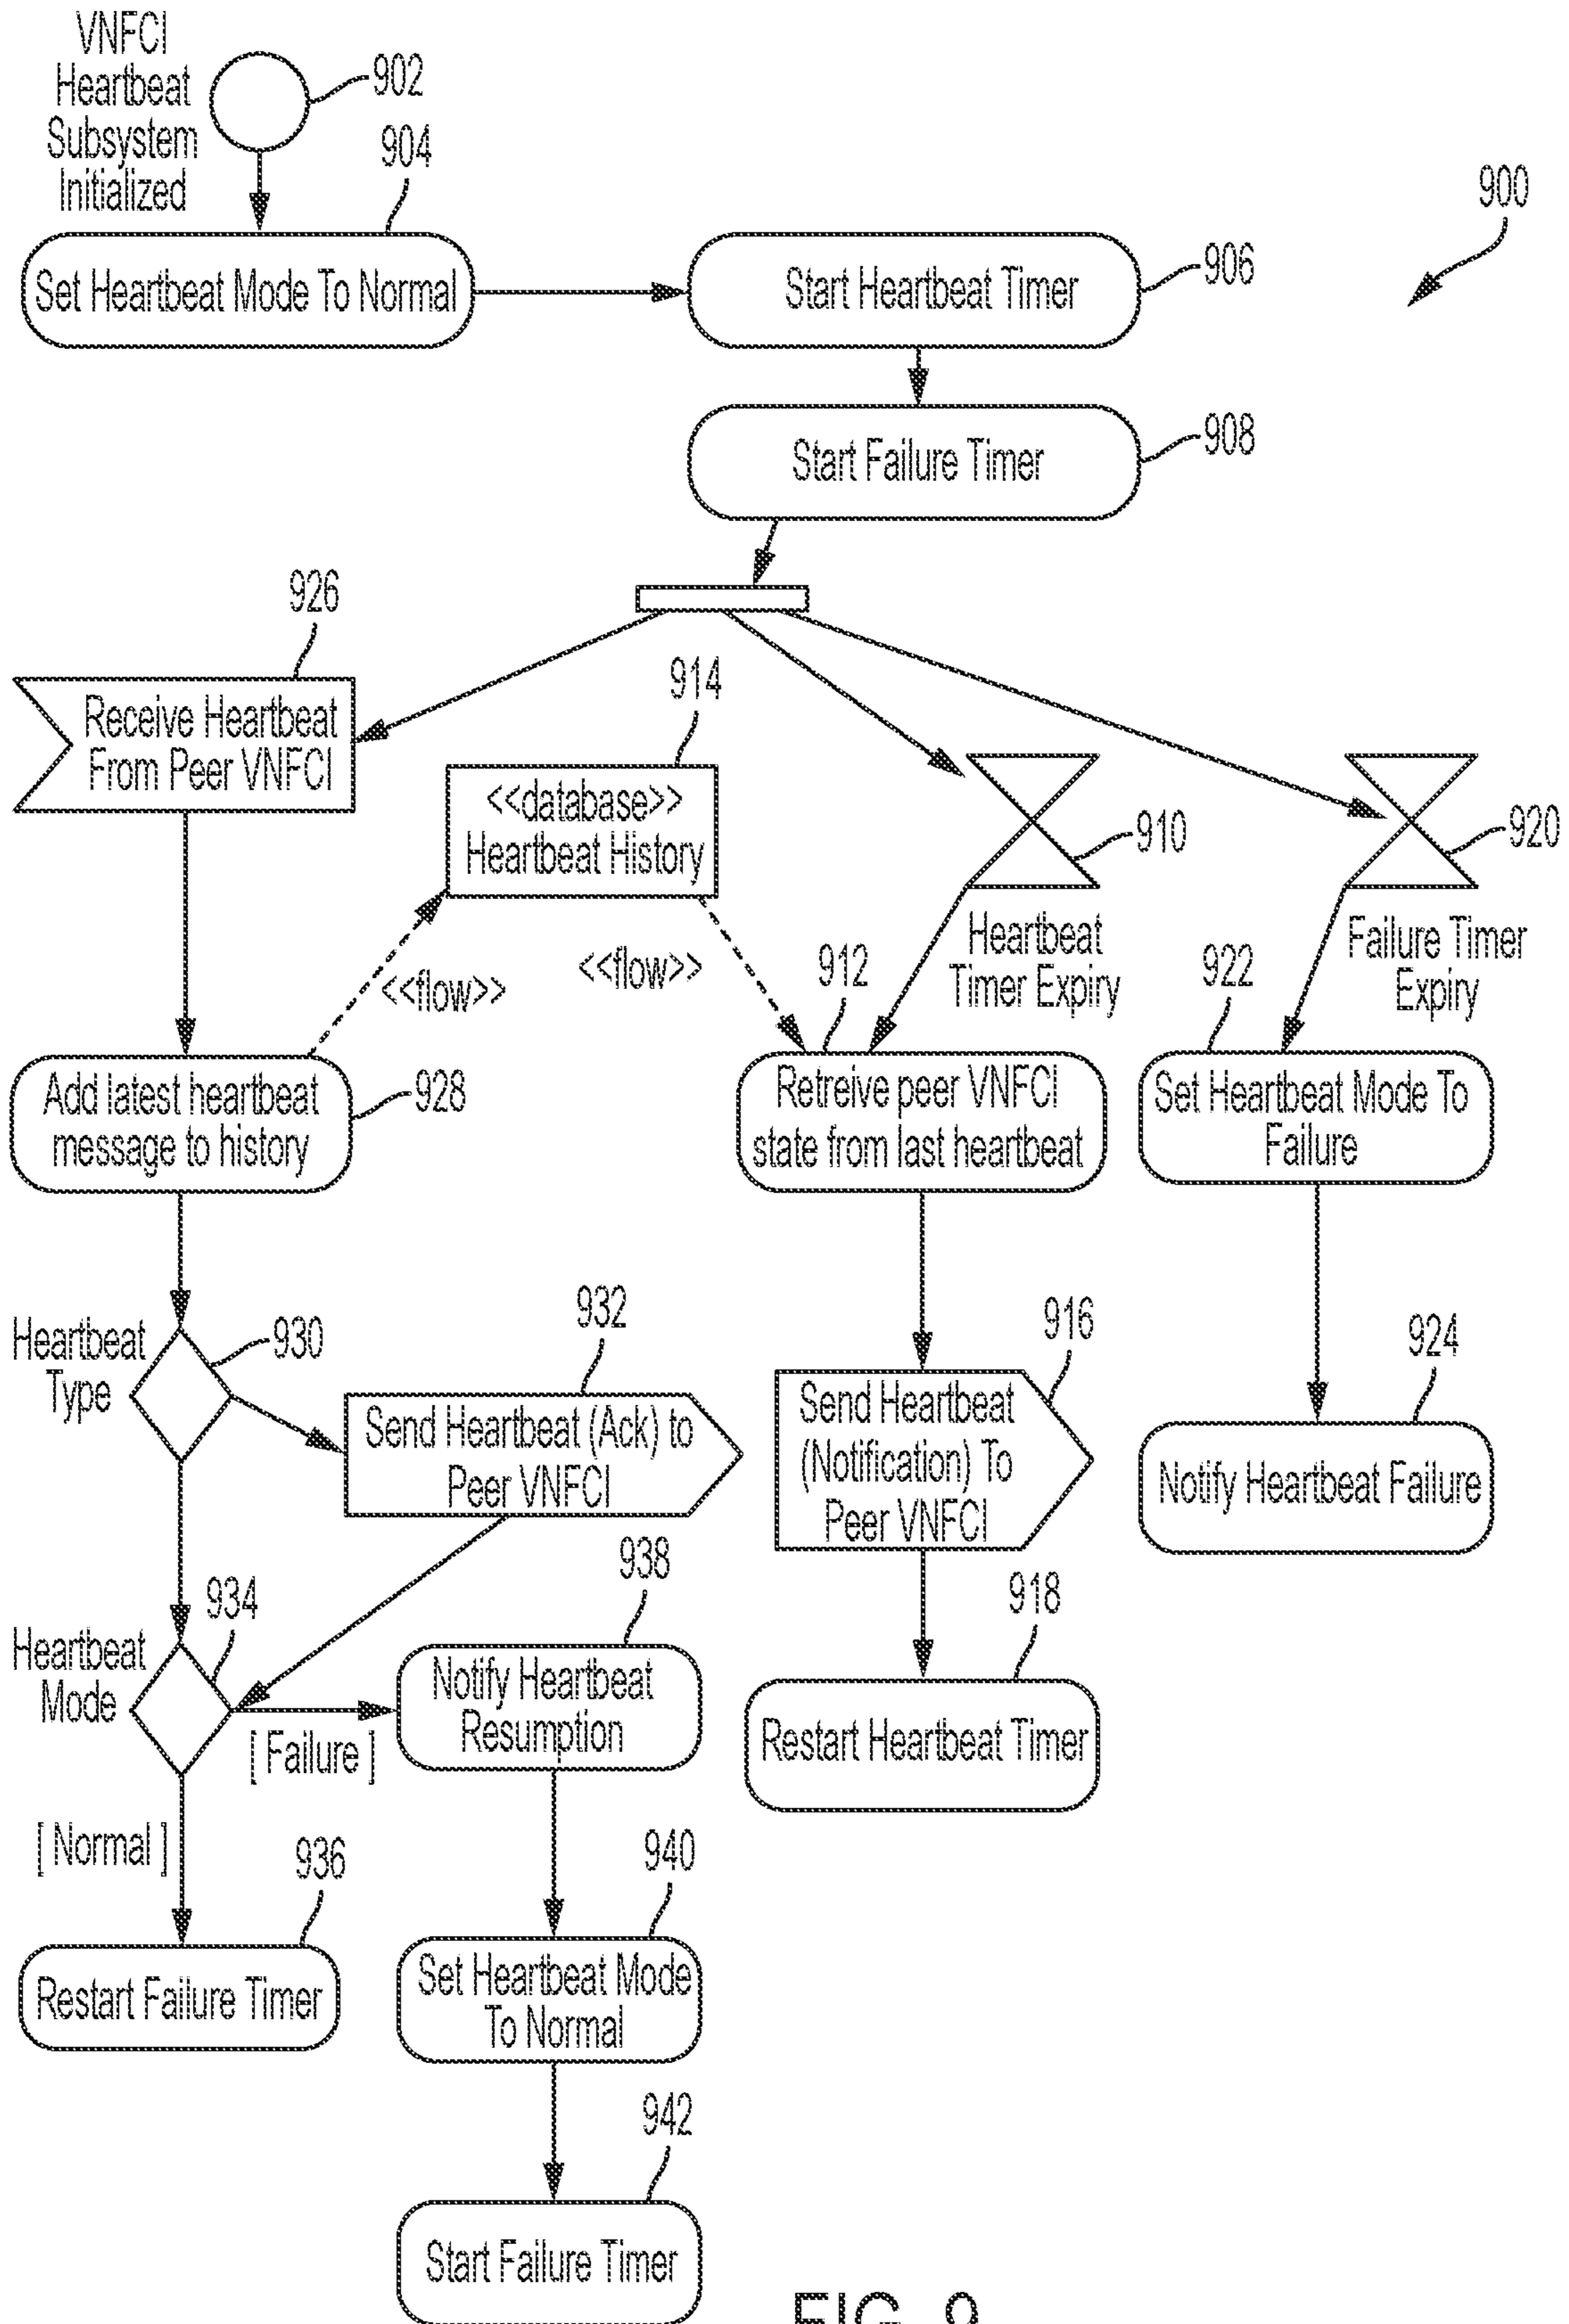 VNFCI
Heartbeat
Subsystem
Initialized
902
904
900
Set Heartbeat Mode To Normal
Start Heartbeat Timer
906
Start Failure Timer
908
926
Receive Heartbeat
From Peer VNFCI
914
<<database>>
Heartbeat History
910
920
Heartbeat
Timer Expiry
Failure Timer
Expiry
<<flow>>
<<flow>>
912
922
Add latest heartbeat
message to history
928
Retreive peer VNFCI
state from last heartbeat
Set Heartbeat Mode To
Failure
Heartbeat
Type
930
932
Send Heartbeat (Ack) to
Peer VNFCI
916
Send Heartbeat
(Notification) To
Peer VNFCI
924
Notify Heartbeat Failure
Heartbeat
Mode
934
938
Notify Heartbeat
Resumption
[ Failure ]
918
Restart Heartbeat Timer
[ Normal ]
936
Restart Failure Timer
940
Set Heartbeat Mode
To Normal
942
Start Failure Timer
FIG. 9